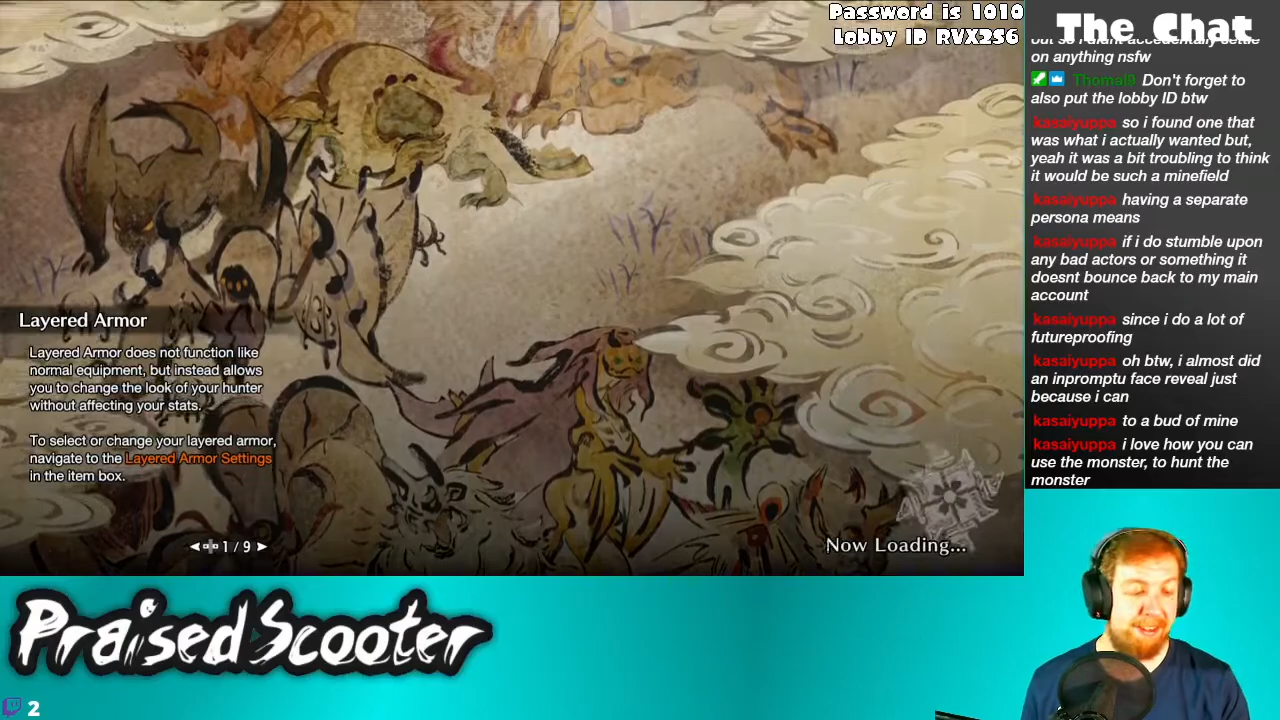 Password is 1010
Lobby ID RVX2S6
The Chat
on anything nsfw
Thomal9 Don't forget to
also put the lobby ID btw
kasaiyuppa so i found one that
was what i actually wanted but,
yeah it was a bit troubling to think
it would be such a minefield
kasaiyuppa having a separate
persona means
kasaiyuppa if i do stumble upon
any bad actors or something it
doesnt bounce back to my main
account
kasaiyuppa since i do a lot of
futureproofing
kasaiyuppa oh btw, i almost did
an inpromptu face reveal just
because i can
kasaiyuppa to a bud of mine
kasaiyuppa i love how you can
use the monster, to hunt the
monster
Layered Armor
Layered Armor does not function like
normal equipment, but instead allows
you to change the look of your hunter
without affecting your stats.
To select or change your layered armor,
navigate to the Layered Armor Settings
in the item box.
1 / 9
Now Loading...
PraisedScooter
2